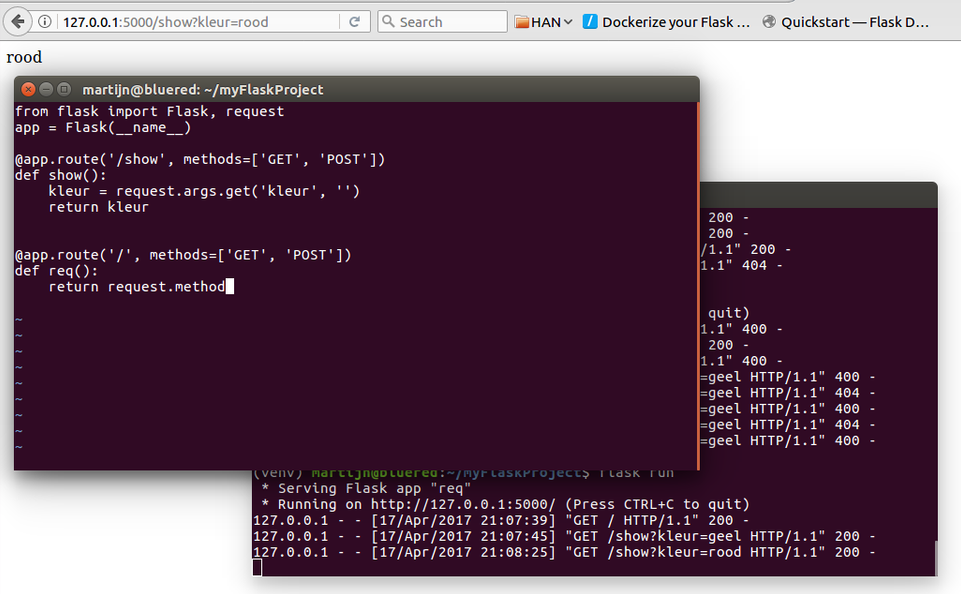 127.0.0.1:5000/show?kleur=rood
Search
HAN
Dockerize your Flask ...
Quickstart — Flask D...
rood
martijn@bluered: ~/myFlaskProject
from flask import Flask, request
app = Flask(__name__)
@app.route('/show', methods=['GET', 'POST'])
def show():
    kleur = request.args.get('kleur', '')
    return kleur
@app.route('/', methods=['GET', 'POST'])
def req():
    return request.method
~
~
~
~
~
~
~
~
~
200 -
200 -
/1.1" 200 -
1.1" 404 -
quit)
1.1" 400 -
200 -
1.1" 400 -
=geel HTTP/1.1" 400 -
=geel HTTP/1.1" 404 -
=geel HTTP/1.1" 400 -
=geel HTTP/1.1" 404 -
=geel HTTP/1.1" 400 -
(venv) martijn@bluered:~/myFlaskProject$ flask run
 * Serving Flask app "req"
 * Running on http://127.0.0.1:5000/ (Press CTRL+C to quit)
127.0.0.1 - - [17/Apr/2017 21:07:39] "GET / HTTP/1.1" 200 -
127.0.0.1 - - [17/Apr/2017 21:07:45] "GET /show?kleur=geel HTTP/1.1" 200 -
127.0.0.1 - - [17/Apr/2017 21:08:25] "GET /show?kleur=rood HTTP/1.1" 200 -